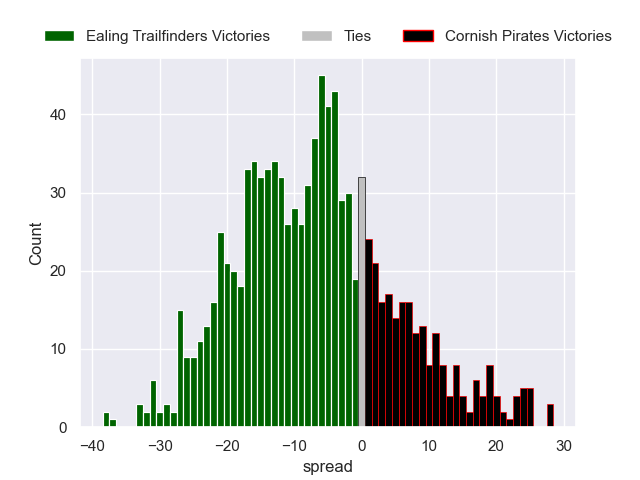 Ealing Trailfinders Victories Ties Cornish Pirates Victories
40
30
20
10
0
Count
−40 −30 −20 −10 0 10 20 30
spread